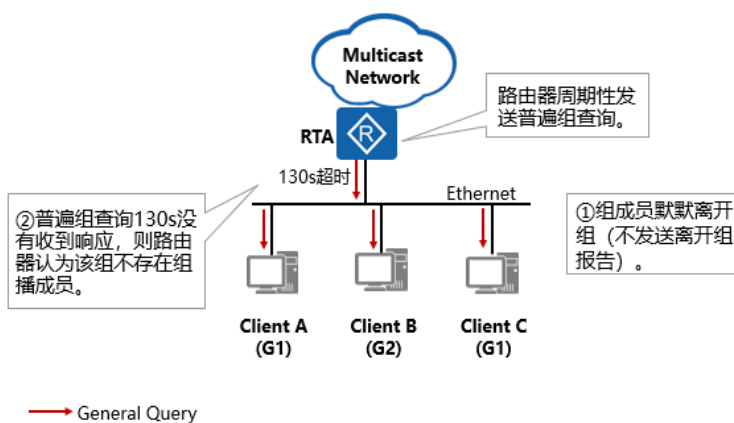 Multicast
Network
路由器周期性发
送普遍组查询。
RTA
R
130s超时
Ethernet
②普遍组查询130s没
有收到响应，则路由
器认为该组不存在组
播成员。
①组成员默默离开
组（不发送离开组
报告）。
Client A
(G1)
Client B
(G2)
Client C
(G1)
General Query